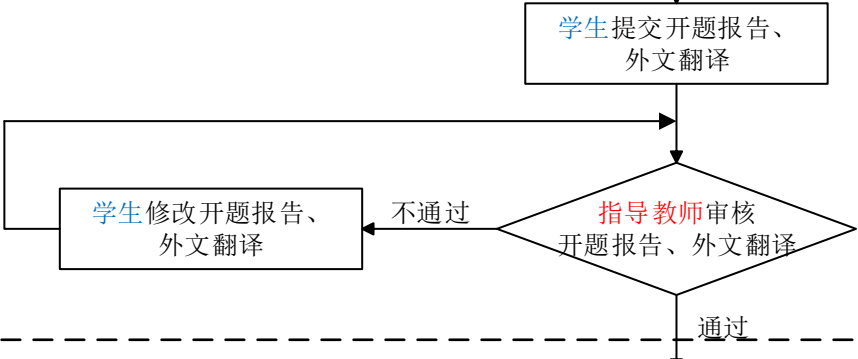 学生提交开题报告、
外文翻译
学生修改开题报告、
外文翻译
不通过
指导教师审核
开题报告、外文翻译
通过